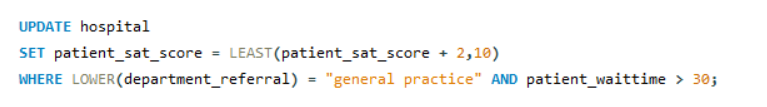 UPDATE hospital
SET patient_sat_score = LEAST(patient_sat_score + 2,10)
WHERE LOWER(department_referral) = "general practice" AND patient_waittime > 30;